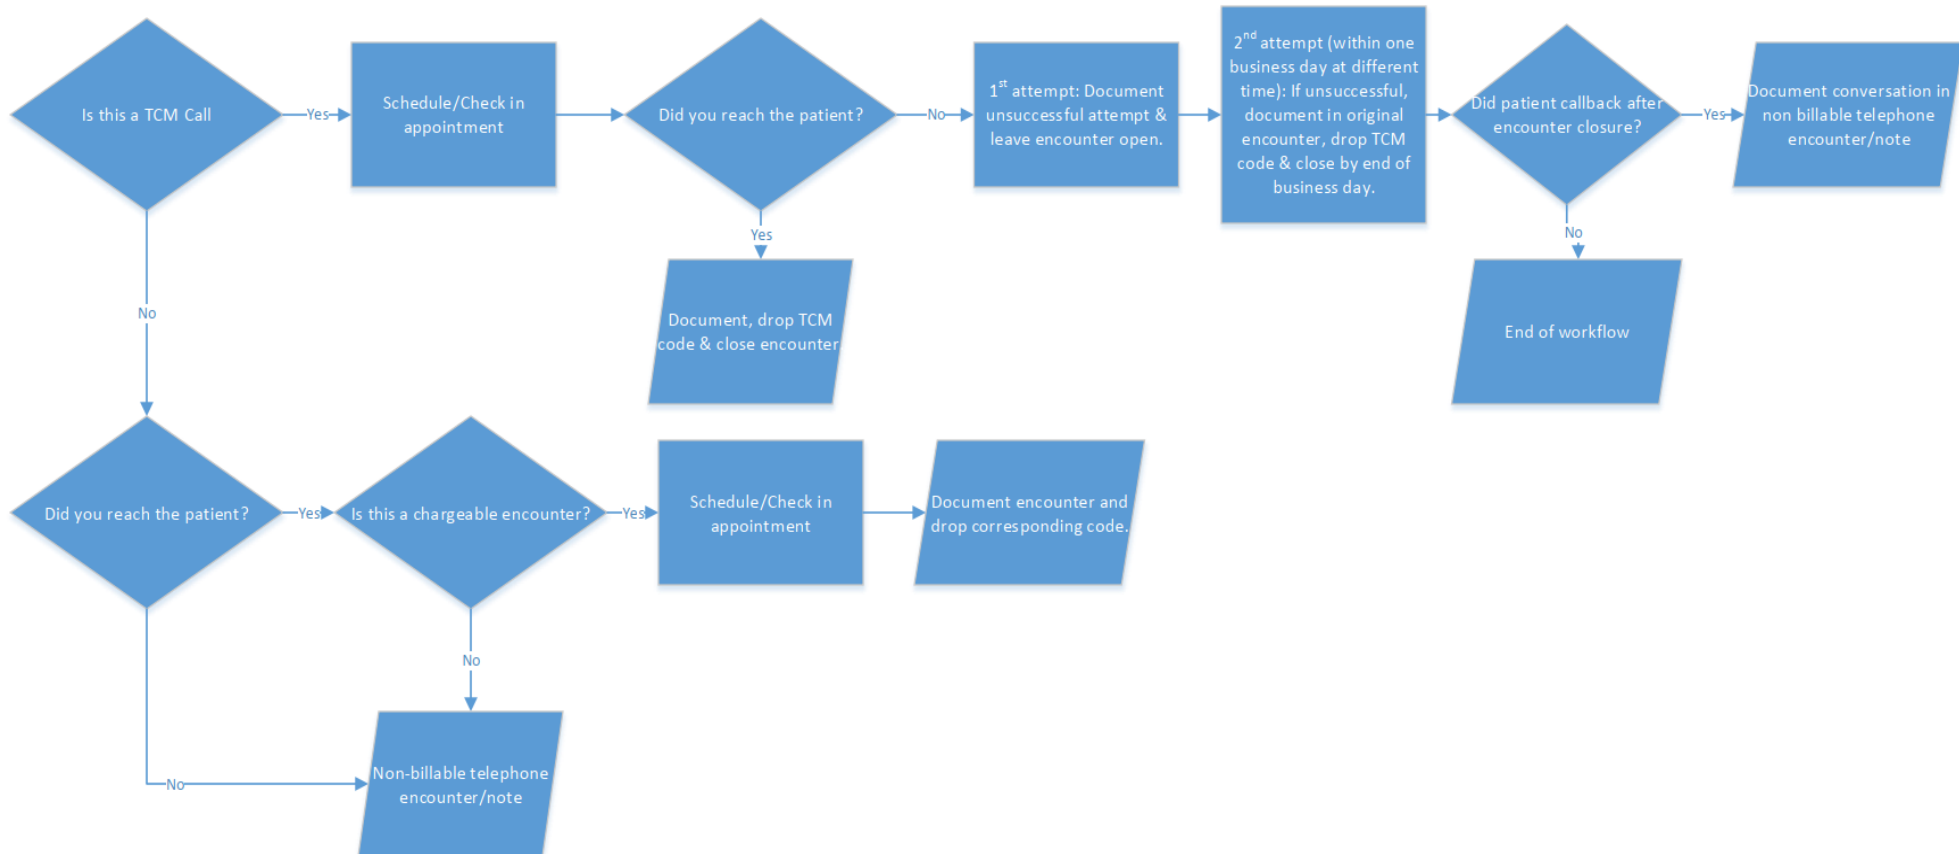 Is this a TCM Call
Yes
Schedule/Check in
appointment
Did you reach the patient?
No
1st attempt: Document
unsuccessful attempt &
leave encounter open.
2nd attempt (within one
business day at different
time): If unsuccessful,
document in original
encounter, drop TCM
code & close by end of
business day.
Did patient callback after
encounter closure?
Yes
Document conversation in
non billable telephone
encounter/note
Yes
Document, drop TCM
code & close encounter
No
End of workflow
No
Did you reach the patient?
Yes
Is this a chargeable encounter?
Yes
Schedule/Check in
appointment
Document encounter and
drop corresponding code.
No
No
Non-billable telephone
encounter/note